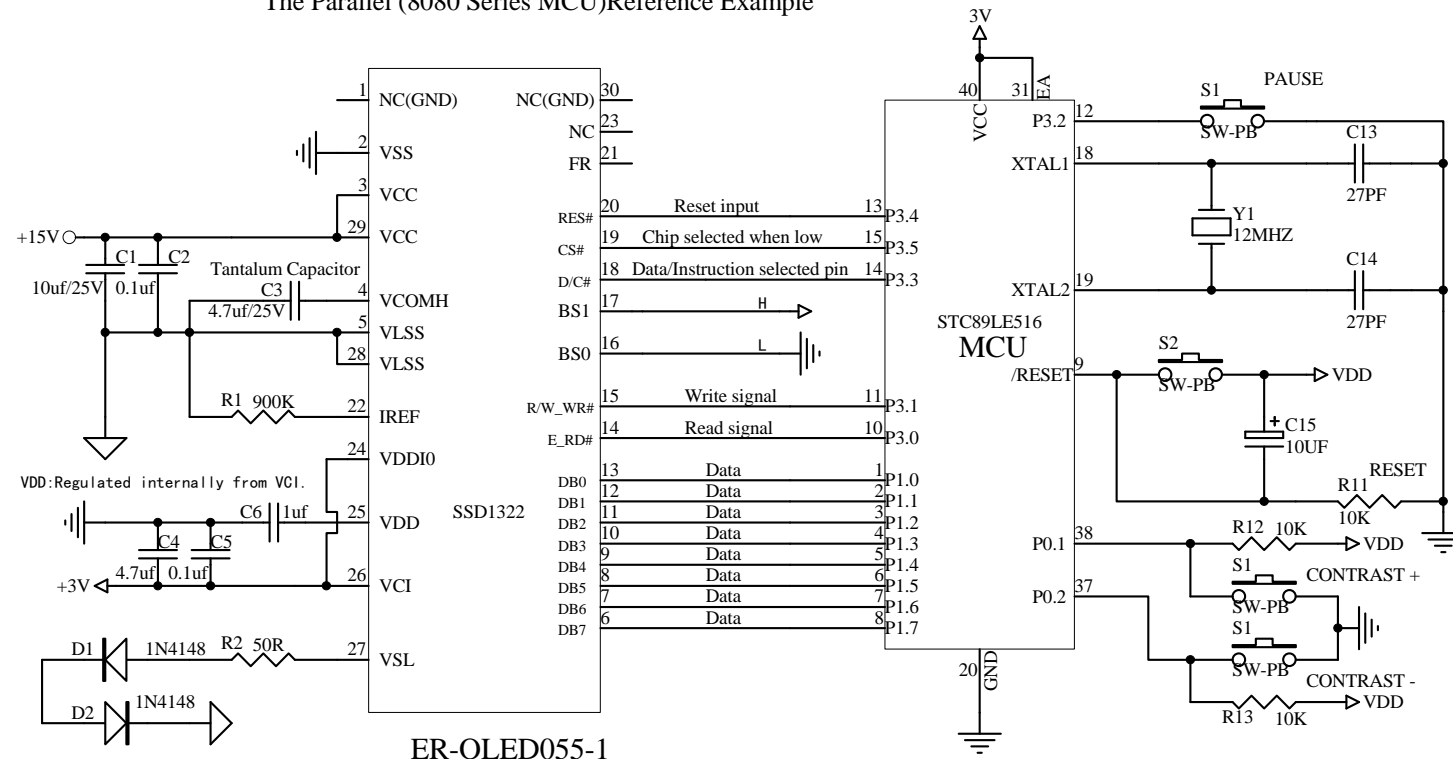 The Parallel (8080 Series MCU)Reference Example
3V
1 NC(GND)
NC(GND) 30
NC 23
2 VSS
FR 21
3 VCC
29 VCC
+15V
C1
10uf/25V
C2
0.1uf
Tantalum Capacitor
C3
4.7uf/25V
4 VCOMH
5 VLSS
28 VLSS
R1 900K
22 IREF
24 VDDI0
VDD:Regulated internally from VCI.
C6 1uf
25 VDD
SSD1322
C4
4.7uf
C5
0.1uf
+3V
26 VCI
D1 1N4148 R2 50R
27 VSL
D2 1N4148
ER-OLED055-1
RES# 20 Reset input 13 P3.4
CS# 19 Chip selected when low 15 P3.5
D/C# 18 Data/Instruction selected pin 14 P3.3
BS1 17 H
BS0 16 L
R/W_WR# 15 Write signal 11 P3.1
E_RD# 14 Read signal 10 P3.0
DB0 13 Data 1 P1.0
DB1 12 Data 2 P1.1
DB2 11 Data 3 P1.2
DB3 10 Data 4 P1.3
DB4 9 Data 5 P1.4
DB5 8 Data 6 P1.5
DB6 7 Data 7 P1.6
DB7 6 Data 8 P1.7
40 VCC
31 EA
STC89LE516
MCU
20 GND
P3.2 12
S1 PAUSE
SW-PB
XTAL1 18
C13
27PF
Y1
12MHZ
XTAL2 19
C14
27PF
/RESET 9
S2
SW-PB
VDD
C15
+
10UF
RESET
R11
10K
P0.1 38
R12 10K
VDD
S1
CONTRAST +
SW-PB
P0.2 37
S1
SW-PB
CONTRAST -
R13 10K
VDD